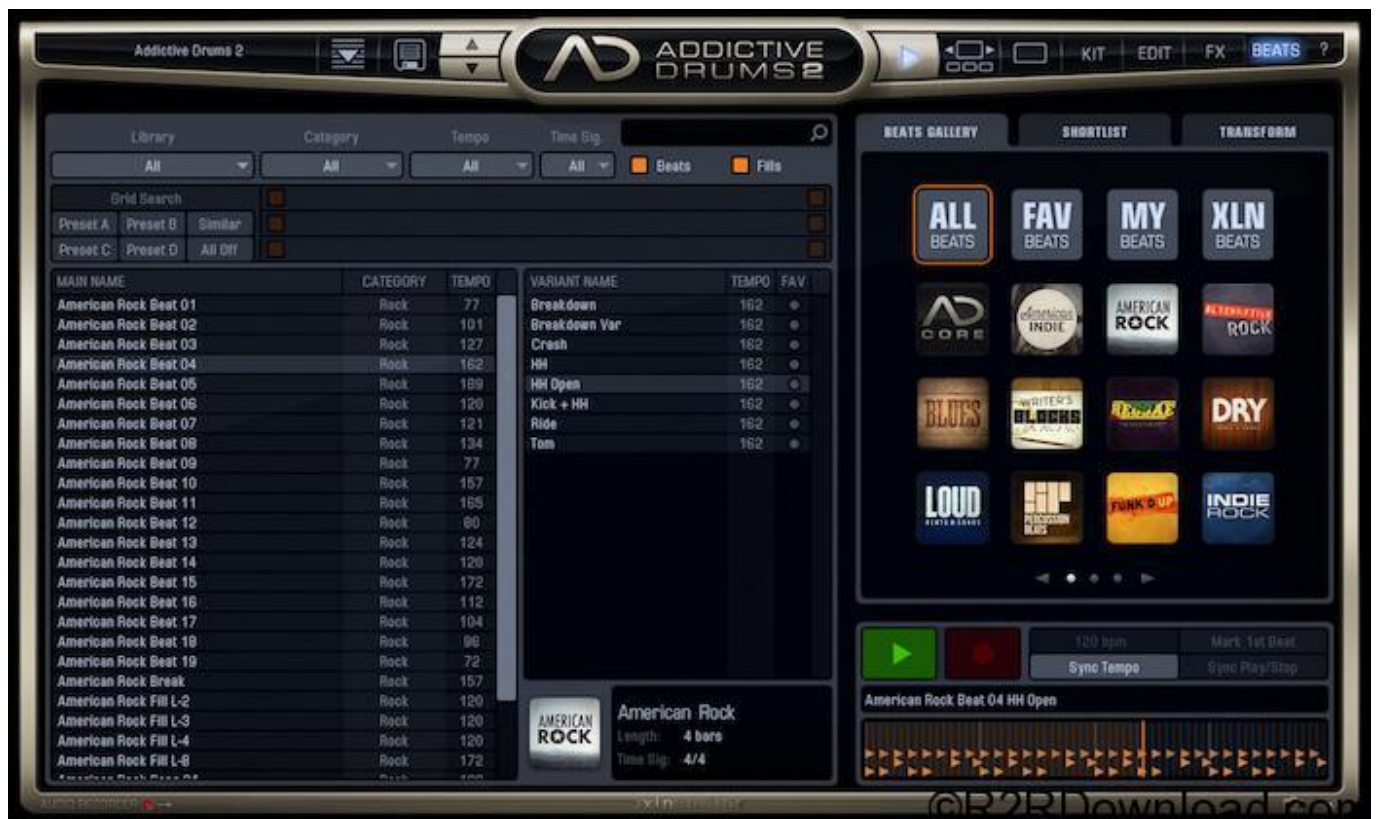 Addictive Drums 2
ADDICTIVE DRUMS 2
KIT EDIT FX BEATS ?
Library Category Tempo Time Sig.
All All All All Beats Fills
Grid Search
Preset A Preset B Similar
Preset C Preset D All Off
MAIN NAME CATEGORY TEMPO
American Rock Beat 01 Rock 77
American Rock Beat 02 Rock 101
American Rock Beat 03 Rock 127
American Rock Beat 04 Rock 162
American Rock Beat 05 Rock 189
American Rock Beat 06 Rock 120
American Rock Beat 07 Rock 121
American Rock Beat 08 Rock 134
American Rock Beat 09 Rock 77
American Rock Beat 10 Rock 157
American Rock Beat 11 Rock 165
American Rock Beat 12 Rock 80
American Rock Beat 13 Rock 124
American Rock Beat 14 Rock 120
American Rock Beat 15 Rock 172
American Rock Beat 16 Rock 112
American Rock Beat 17 Rock 104
American Rock Beat 18 Rock 96
American Rock Beat 19 Rock 72
American Rock Break Rock 157
American Rock Fill L-2 Rock 120
American Rock Fill L-3 Rock 120
American Rock Fill L-4 Rock 120
American Rock Fill L-8 Rock 172
VARIANT NAME TEMPO FAV
Breakdown 162
Breakdown Var 162
Crash 162
HH 162
HH Open 162
Kick + HH 162
Ride 162
Tom 162
AMERICAN ROCK
American Rock
Length: 4 bars
Time Sig: 4/4
BEATS GALLERY SHORTLIST TRANSFORM
ALL BEATS FAV BEATS MY BEATS XLN BEATS
AD CORE American INDIE AMERICAN ROCK ALTERNATIVE ROCK
BLUES WRITER'S BLOCKS REGGAE DRY
LOUD FUNK'D UP INDIE ROCK
120 bpm Mark 1st Beat
Sync Tempo Sync Play/Stop
American Rock Beat 04 HH Open
AUDIO RECORDER
©R2RDownload.com